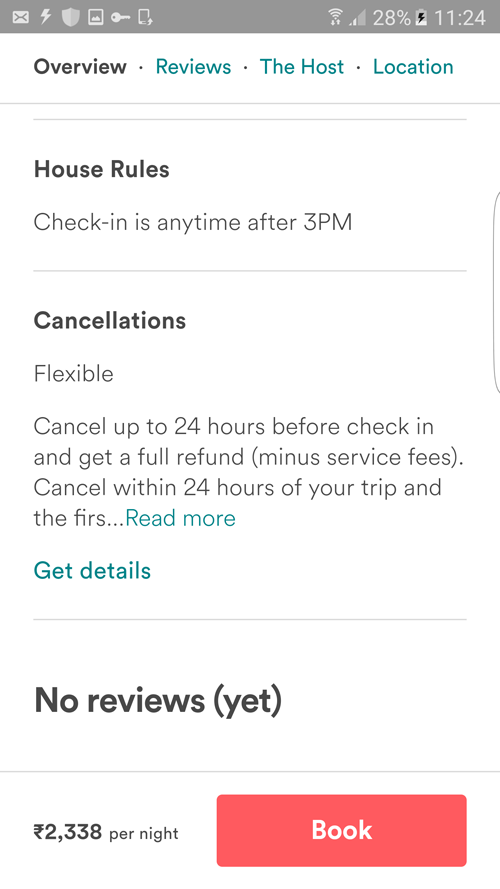 28% 11:24
Overview · Reviews · The Host · Location
House Rules
Check-in is anytime after 3PM
Cancellations
Flexible
Cancel up to 24 hours before check in
and get a full refund (minus service fees).
Cancel within 24 hours of your trip and
the firs...Read more
Get details
No reviews (yet)
₹2,338 per night
Book